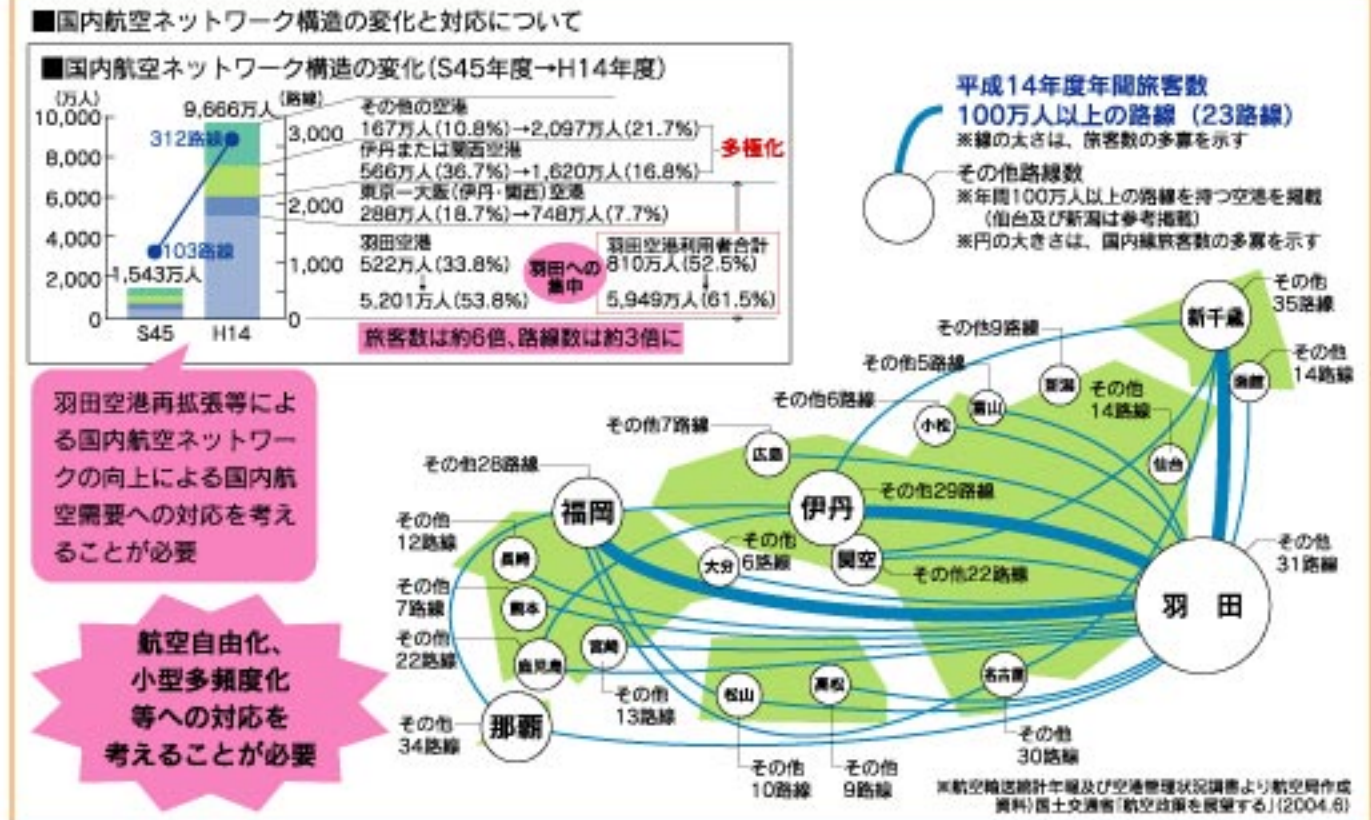 ■国内航空ネットワーク構造の変化と対応について
■国内航空ネットワーク構造の変化(S45年度→H14年度)
(万人)
9,666万人
(路線)
10,000
8,000
6,000
4,000
2,000
0
312路線
103路線
1,543万人
S45
H14
3,000
2,000
1,000
0
その他の空港
167万人(10.8%)→2,097万人(21.7%)
伊丹または関西空港
566万人(36.7%)→1,620万人(16.8%)
多極化
東京ー大阪(伊丹・関西)空港
288万人(18.7%)→748万人(7.7%)
羽田空港
522万人(33.8%)
↓
5,201万人(53.8%)
羽田への
集中
羽田空港利用者合計
810万人(52.5%)
↓
5,949万人(61.5%)
旅客数は約6倍、路線数は約3倍に
平成14年度年間旅客数
100万人以上の路線(23路線)
※線の太さは、旅客数の多寡を示す
その他路線数
※年間100万人以上の路線を持つ空港を掲載
(仙台及び新潟は参考掲載)
※円の大きさは、国内線旅客数の多寡を示す
羽田空港再拡張等によ
る国内航空ネットワー
クの向上による国内航
空需要への対応を考え
ることが必要
航空自由化、
小型多頻度化
等への対応を
考えることが必要
新千歳
その他
35路線
函館
その他
14路線
その他9路線
新潟
その他5路線
富山
その他6路線
小松
その他
14路線
仙台
その他7路線
広島
その他28路線
福岡
伊丹
その他29路線
関空
その他22路線
その他
12路線
長崎
大分
その他
6路線
その他
7路線
熊本
その他
22路線
鹿児島
宮崎
その他
13路線
羽 田
その他
31路線
その他
34路線
那覇
松山
その他
10路線
高松
その他
9路線
名古屋
その他
30路線
※航空輸送統計年報及び空港管理状況調書より航空局作成
資料)国土交通省「航空政策を展望する」(2004.6)